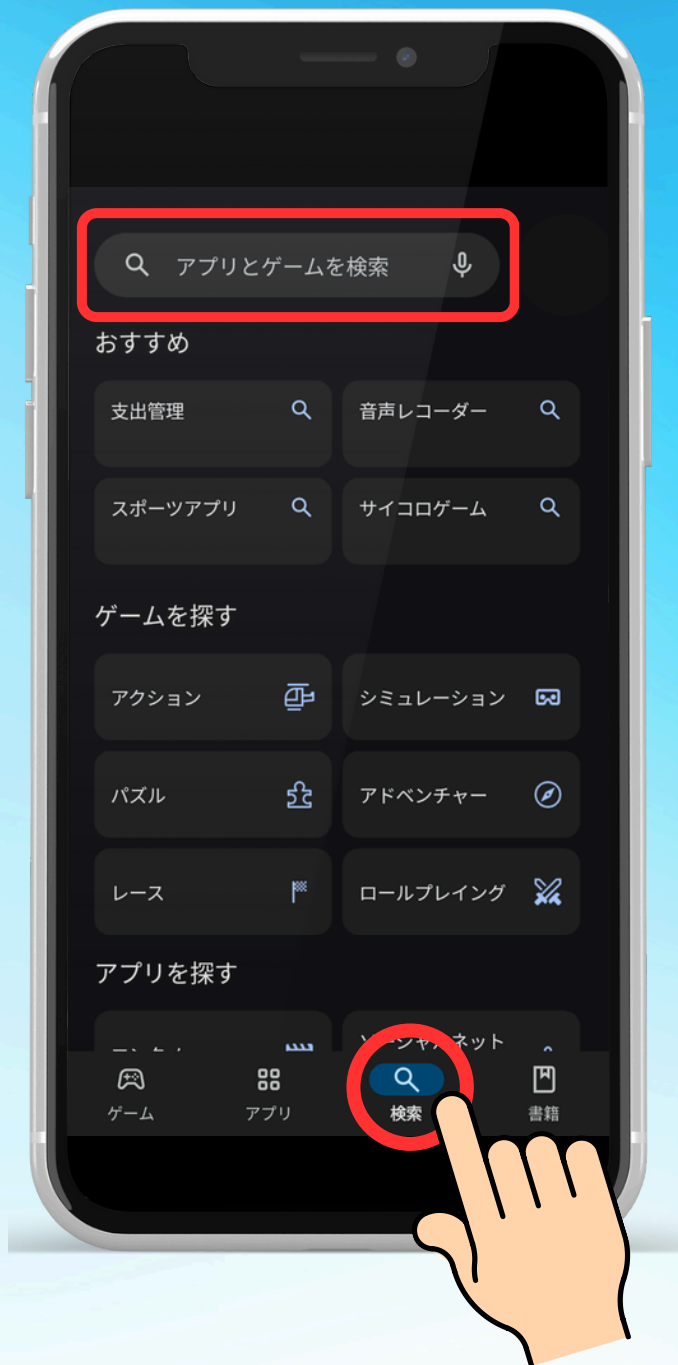 アプリとゲームを検索
おすすめ
支出管理
音声レコーダー
スポーツアプリ
サイコロゲーム
ゲームを探す
アクション
シミュレーション
パズル
アドベンチャー
レース
ロールプレイング
アプリを探す
ゲーム
アプリ
検索
書籍